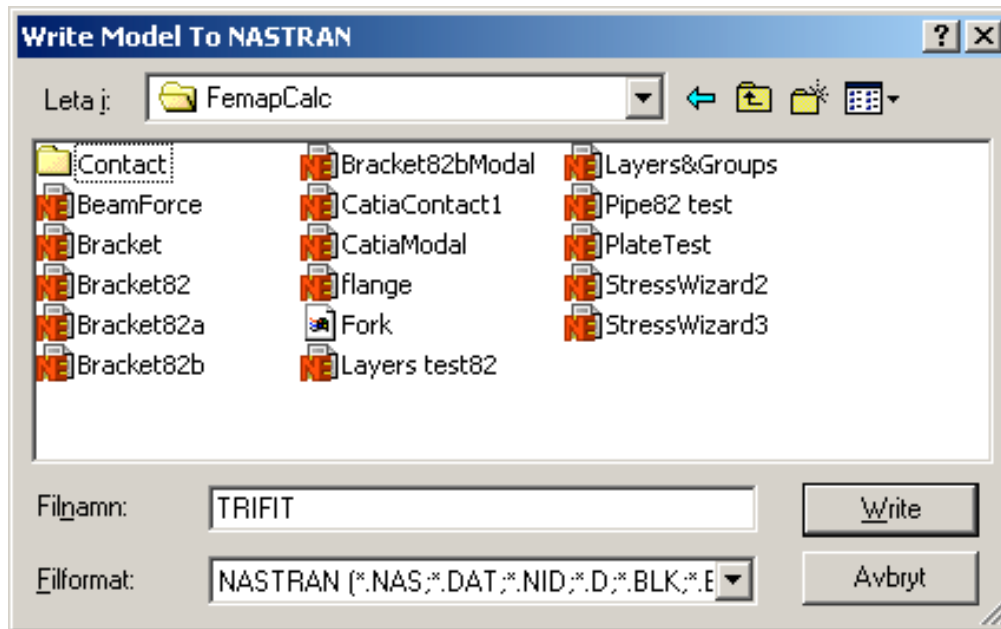 Write Model To NASTRAN
Leta i: FemapCalc
Contact
BeamForce
Bracket
Bracket82
Bracket82a
Bracket82b
Bracket82bModal
CatiaContact1
CatiaModal
flange
Fork
Layers test82
Layers&Groups
Pipe82 test
PlateTest
StressWizard2
StressWizard3
Filnamn: TRIFIT
Write
Filformat: NASTRAN (*.NAS;*.DAT;*.NID;*.D;*.BLK;*.E
Avbryt